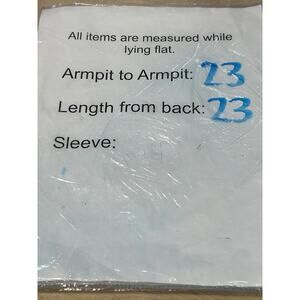 All items are measured while
lying flat.
Armpit to Armpit: 23
Length from back: 23
Sleeve: